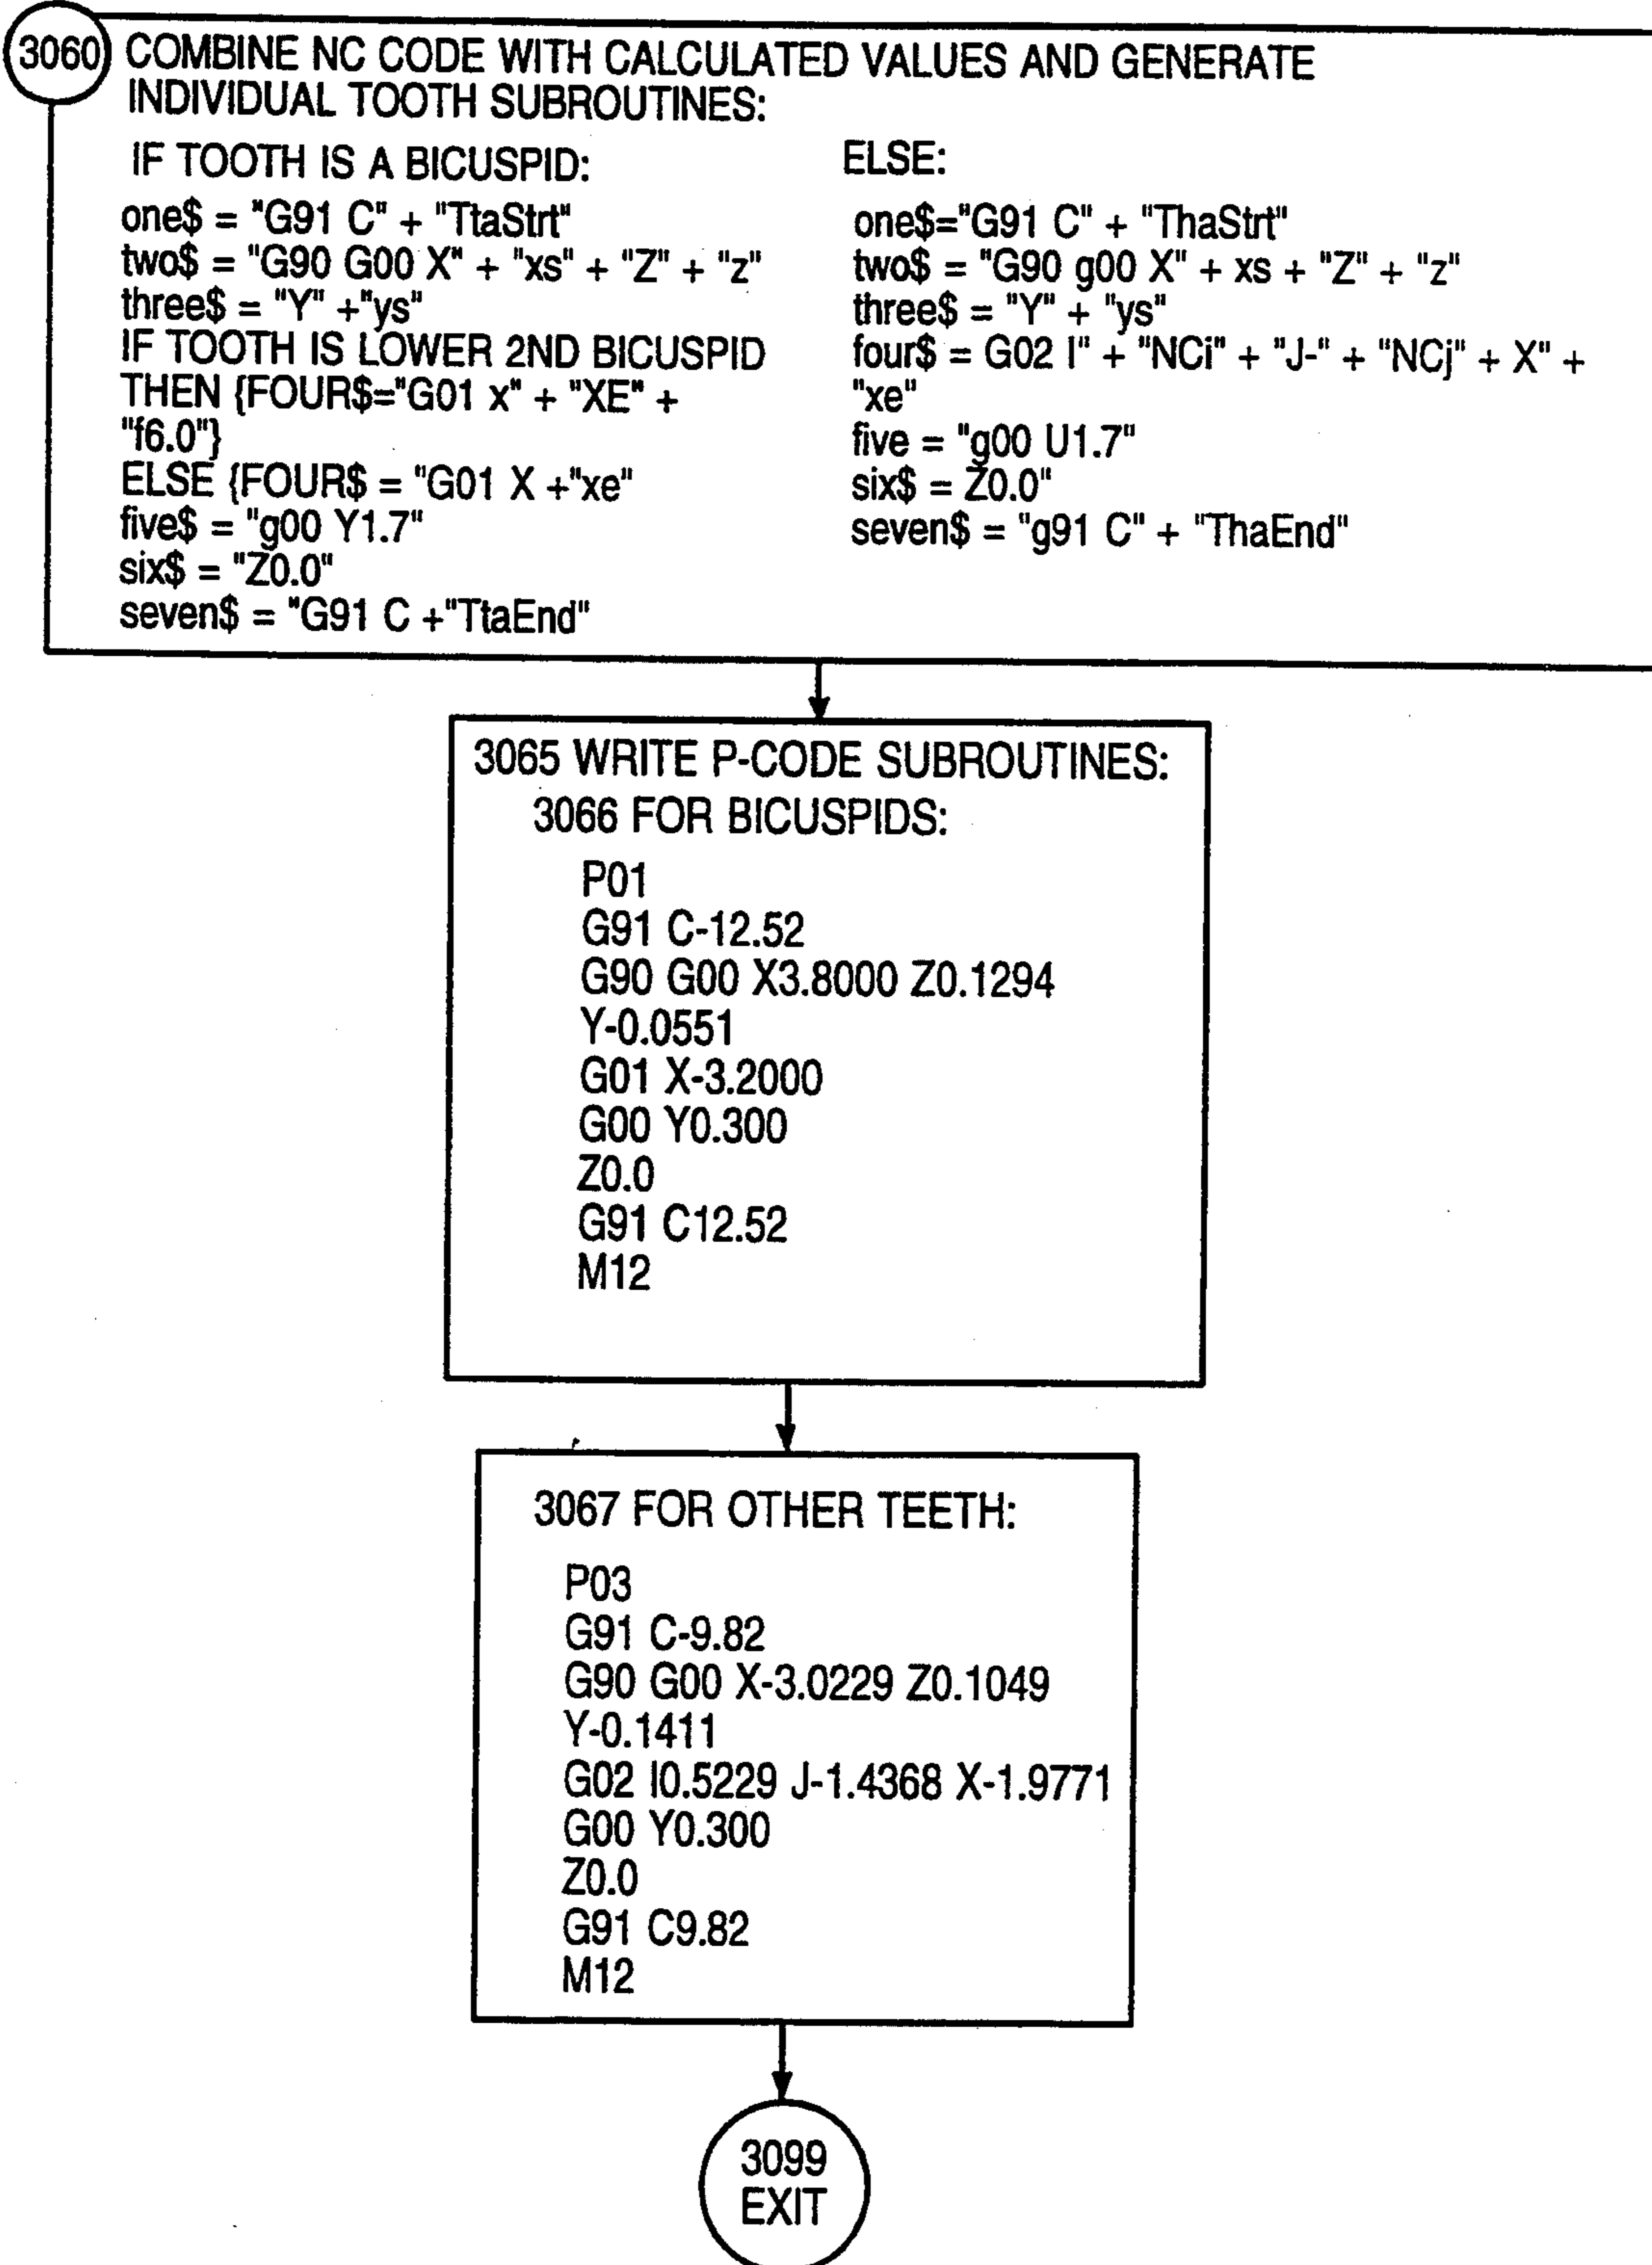 3060
COMBINE NC CODE WITH CALCULATED VALUES AND GENERATE
INDIVIDUAL TOOTH SUBROUTINES:
IF TOOTH IS A BICUSPID:
one$ = "G91 C" + "TtaStrt"
two$ = "G90 G00 X" + "xs" + "Z" + "z"
three$ = "Y" +"ys"
IF TOOTH IS LOWER 2ND BICUSPID
THEN {FOUR$="G01 x" + "XE" +
"f6.0"}
ELSE {FOUR$ = "G01 X +"xe"
five$ = "g00 Y1.7"
six$ = "Z0.0"
seven$ = "G91 C +"TtaEnd"
ELSE:
one$="G91 C" + "ThaStrt"
two$ = "G90 g00 X" + xs + "Z" + "z"
three$ = "Y" + "ys"
four$ = G02 I" + "NCi" + "J-" + "NCj" + X" +
"xe"
five = "g00 U1.7"
six$ = Z0.0"
seven$ = "g91 C" + "ThaEnd"
3065 WRITE P-CODE SUBROUTINES:
3066 FOR BICUSPIDS:
P01
G91 C-12.52
G90 G00 X3.8000 Z0.1294
Y-0.0551
G01 X-3.2000
G00 Y0.300
Z0.0
G91 C12.52
M12
3067 FOR OTHER TEETH:
P03
G91 C-9.82
G90 G00 X-3.0229 Z0.1049
Y-0.1411
G02 I0.5229 J-1.4368 X-1.9771
G00 Y0.300
Z0.0
G91 C9.82
M12
3099
EXIT